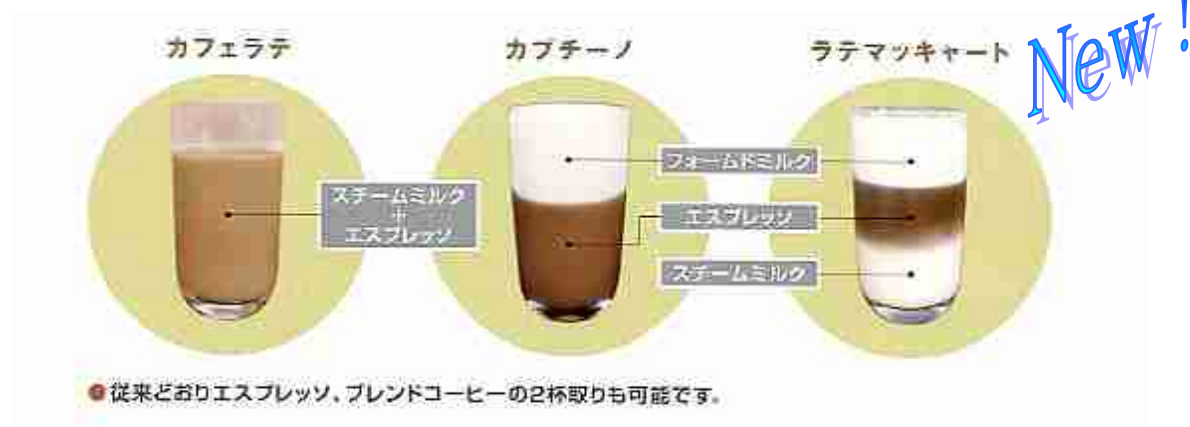 カフェラテ
カプチーノ
ラテマッキャート
New !
スチームミルク
+
エスプレッソ
フォームドミルク
エスプレッソ
スチームミルク
従来どおりエスプレッソ、ブレンドコーヒーの2杯取りも可能です。